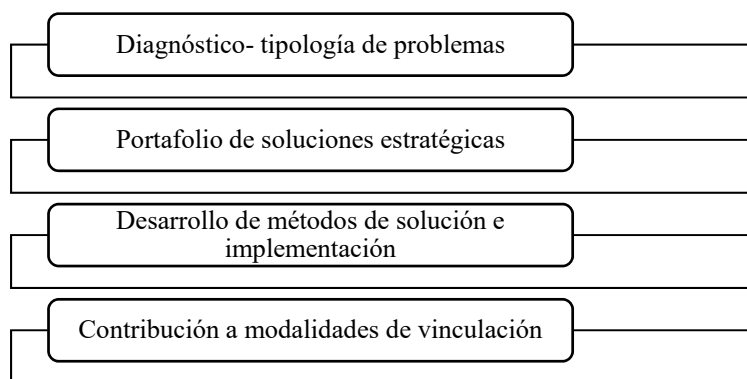 Diagnóstico- tipología de problemas
Portafolio de soluciones estratégicas
Desarrollo de métodos de solución e
implementación
Contribución a modalidades de vinculación